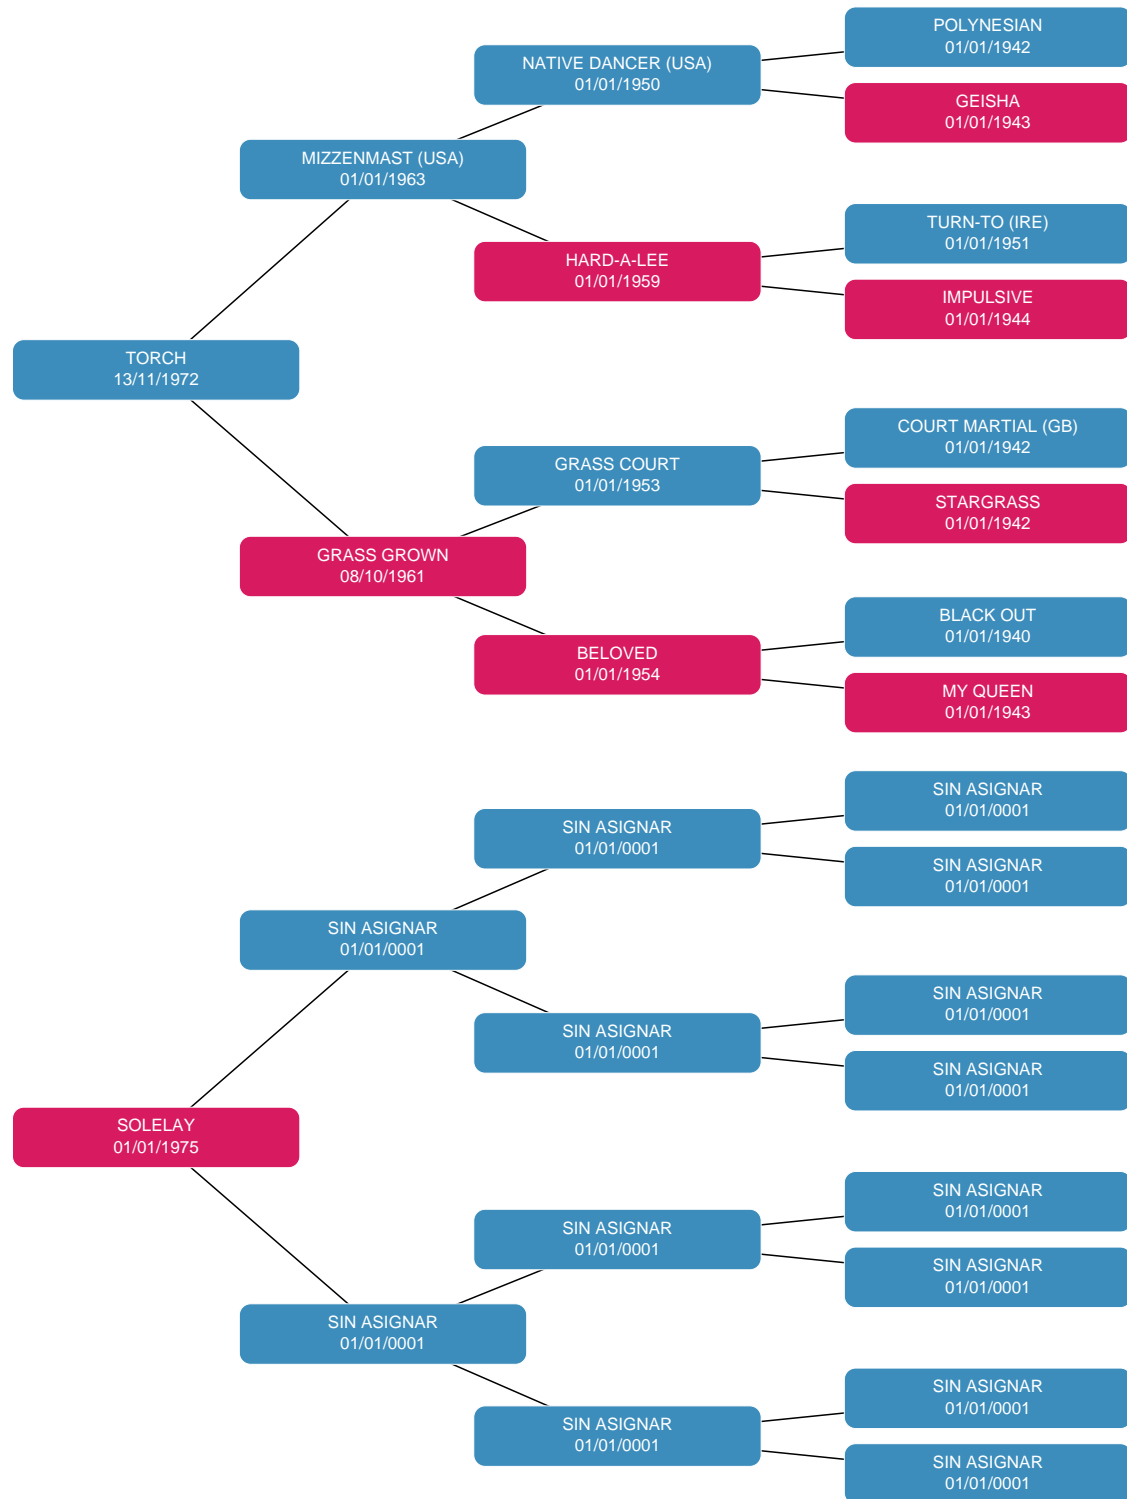 POLYNESIAN
01/01/1942
NATIVE DANCER (USA)
01/01/1950
GEISHA
01/01/1943
MIZZENMAST (USA)
01/01/1963
TURN-TO (IRE)
01/01/1951
HARD-A-LEE
01/01/1959
IMPULSIVE
01/01/1944
TORCH
13/11/1972
COURT MARTIAL (GB)
01/01/1942
GRASS COURT
01/01/1953
STARGRASS
01/01/1942
GRASS GROWN
08/10/1961
BLACK OUT
01/01/1940
BELOVED
01/01/1954
MY QUEEN
01/01/1943
SIN ASIGNAR
01/01/0001
SIN ASIGNAR
01/01/0001
SIN ASIGNAR
01/01/0001
SIN ASIGNAR
01/01/0001
SIN ASIGNAR
01/01/0001
SIN ASIGNAR
01/01/0001
SIN ASIGNAR
01/01/0001
SOLELAY
01/01/1975
SIN ASIGNAR
01/01/0001
SIN ASIGNAR
01/01/0001
SIN ASIGNAR
01/01/0001
SIN ASIGNAR
01/01/0001
SIN ASIGNAR
01/01/0001
SIN ASIGNAR
01/01/0001
SIN ASIGNAR
01/01/0001